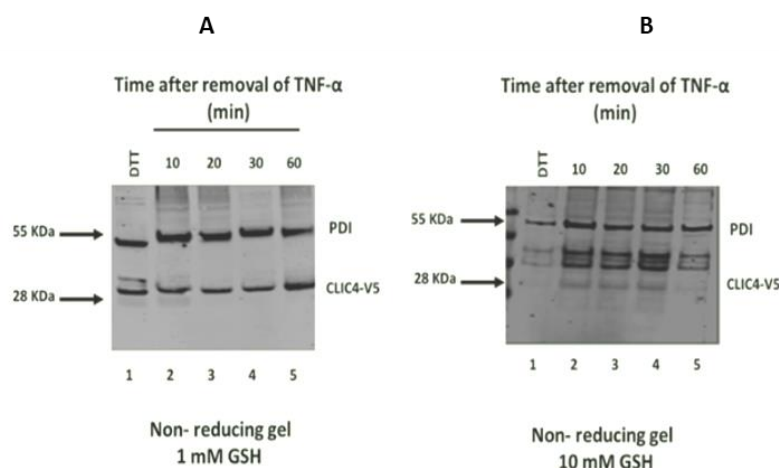 A
Time after removal of TNF-α
(min)
DTT 10 20 30 60
55 KDa
PDI
28 KDa
CLIC4-V5
1 2 3 4 5
Non- reducing gel
1 mM GSH
B
Time after removal of TNF-α
(min)
DTT 10 20 30 60
55 KDa
PDI
28 KDa
CLIC4-V5
1 2 3 4 5
Non- reducing gel
10 mM GSH